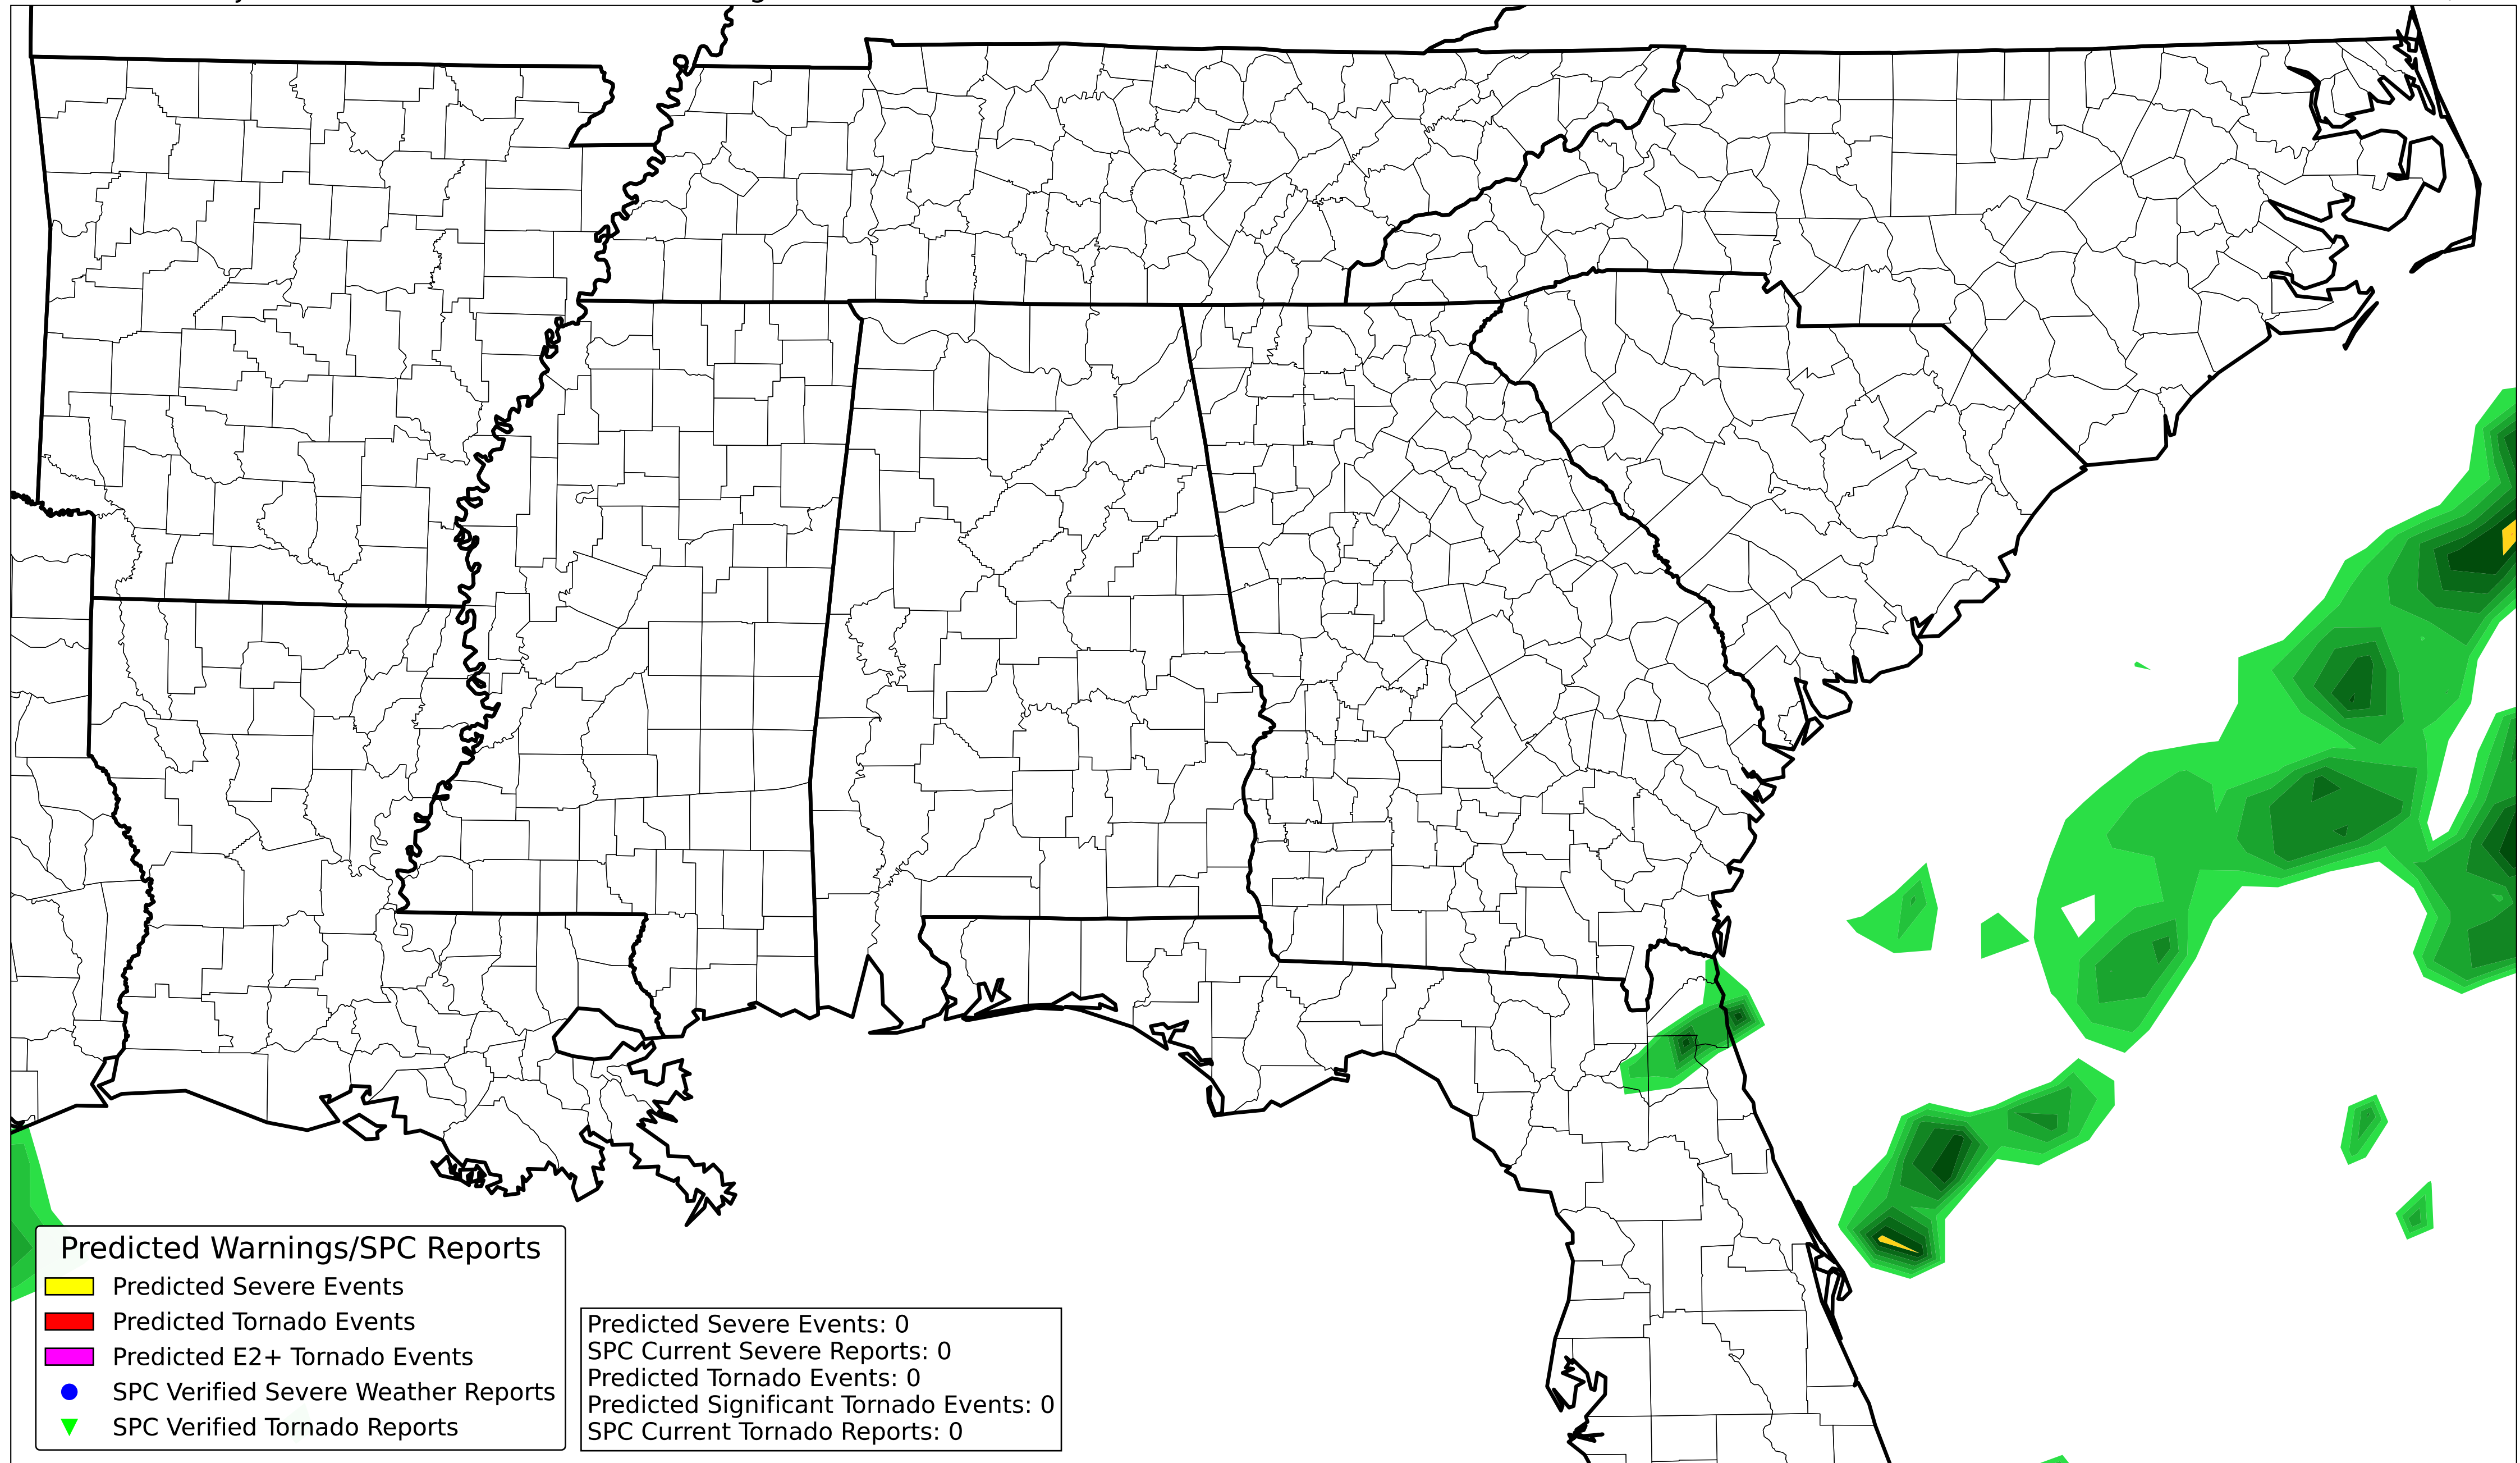 Predicted Warnings/SPC Reports
Predicted Severe Events
Predicted Tornado Events
Predicted E2+ Tornado Events
SPC Verified Severe Weather Reports
SPC Verified Tornado Reports
Predicted Severe Events: 0
SPC Current Severe Reports: 0
Predicted Tornado Events: 0
Predicted Significant Tornado Events: 0
SPC Current Tornado Reports: 0